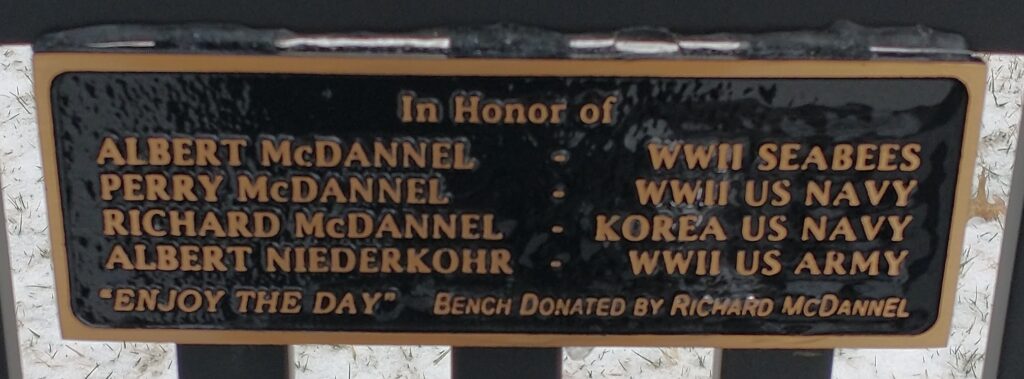 In Honor of
ALBERT McDANNEL - WWII SEABEES
PERRY McDANNEL - WWII US NAVY
RICHARD McDANNEL - KOREA US NAVY
ALBERT NIEDERKOHR - WWII US ARMY
"ENJOY THE DAY" BENCH DONATED BY RICHARD McDANNEL